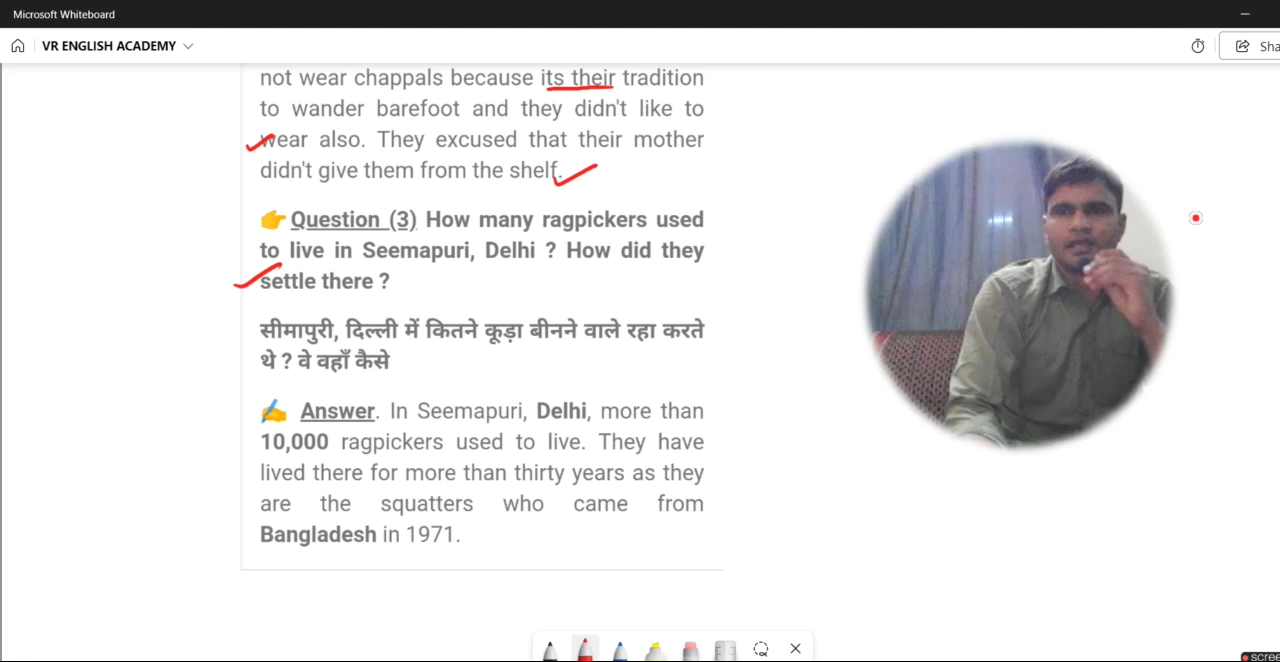 Microsoft Whiteboard
VR ENGLISH ACADEMY
Sha
not wear chappals because its their tradition
to wander barefoot and they didn't like to
wear also. They excused that their mother
didn't give them from the shelf.
👉Question (3) How many ragpickers used
to live in Seemapuri, Delhi ? How did they
settle there ?
सीमापुरी, दिल्ली में कितने कूड़ा बीनने वाले रहा करते
थे ? वे वहाँ कैसे
✍️ Answer. In Seemapuri, Delhi, more than
10,000 ragpickers used to live. They have
lived there for more than thirty years as they
are the squatters who came from
Bangladesh in 1971.
scree